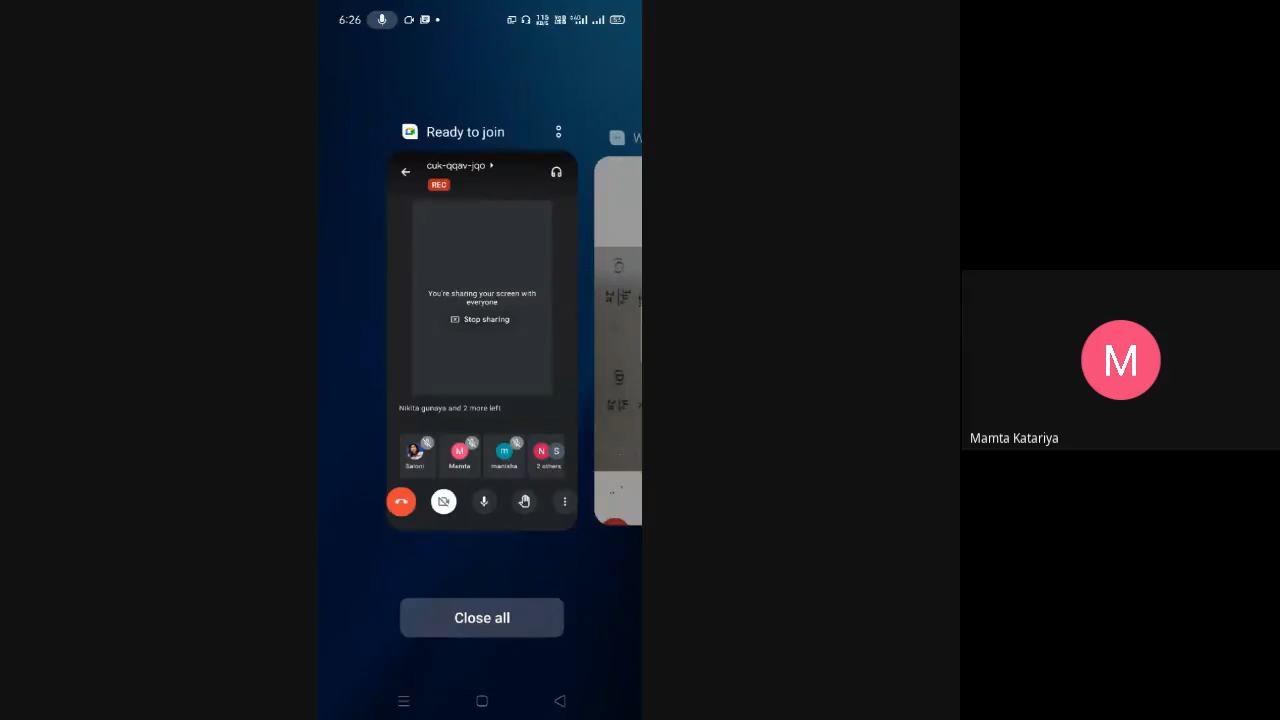 6:26
Ready to join
W
cuk-qqav-jqo
REC
You're sharing your screen with
everyone
Stop sharing
Nikita gunaya and 2 more left
M
m
N
S
Saloni
Mamta
manisha
2 others
Close all
M
Mamta Katariya